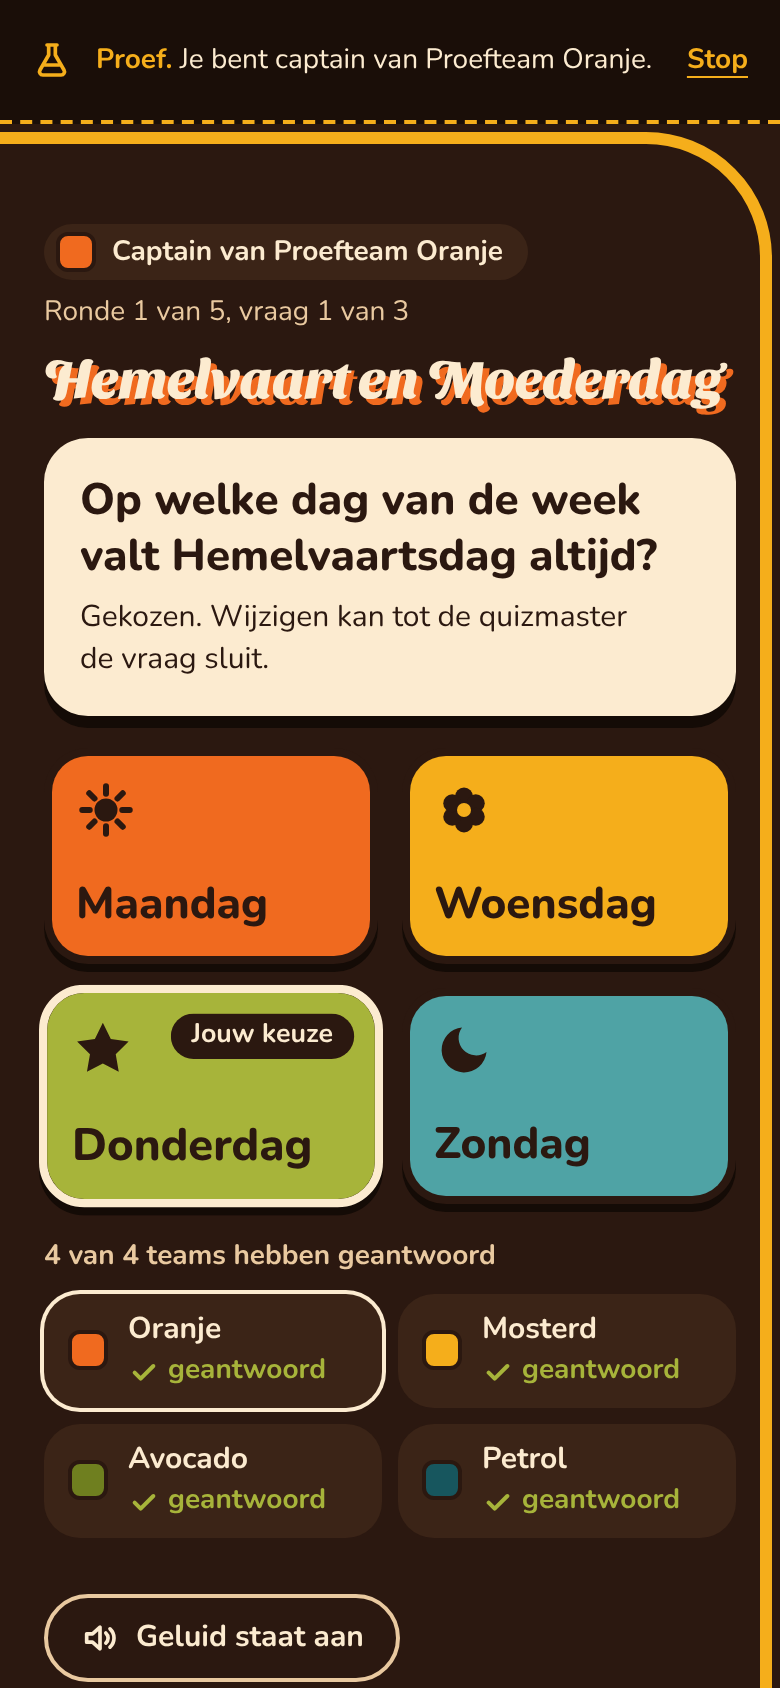 Proef. Je bent captain van Proefteam Oranje. Stop
Captain van Proefteam Oranje
Ronde 1 van 5, vraag 1 van 3
Hemelvaart en Moederdag
Op welke dag van de week
valt Hemelvaartsdag altijd?
Gekozen. Wijzigen kan tot de quizmaster
de vraag sluit.
Maandag
Woensdag
Jouw keuze
Donderdag
Zondag
4 van 4 teams hebben geantwoord
Oranje
geantwoord
Mosterd
geantwoord
Avocado
geantwoord
Petrol
geantwoord
Geluid staat aan